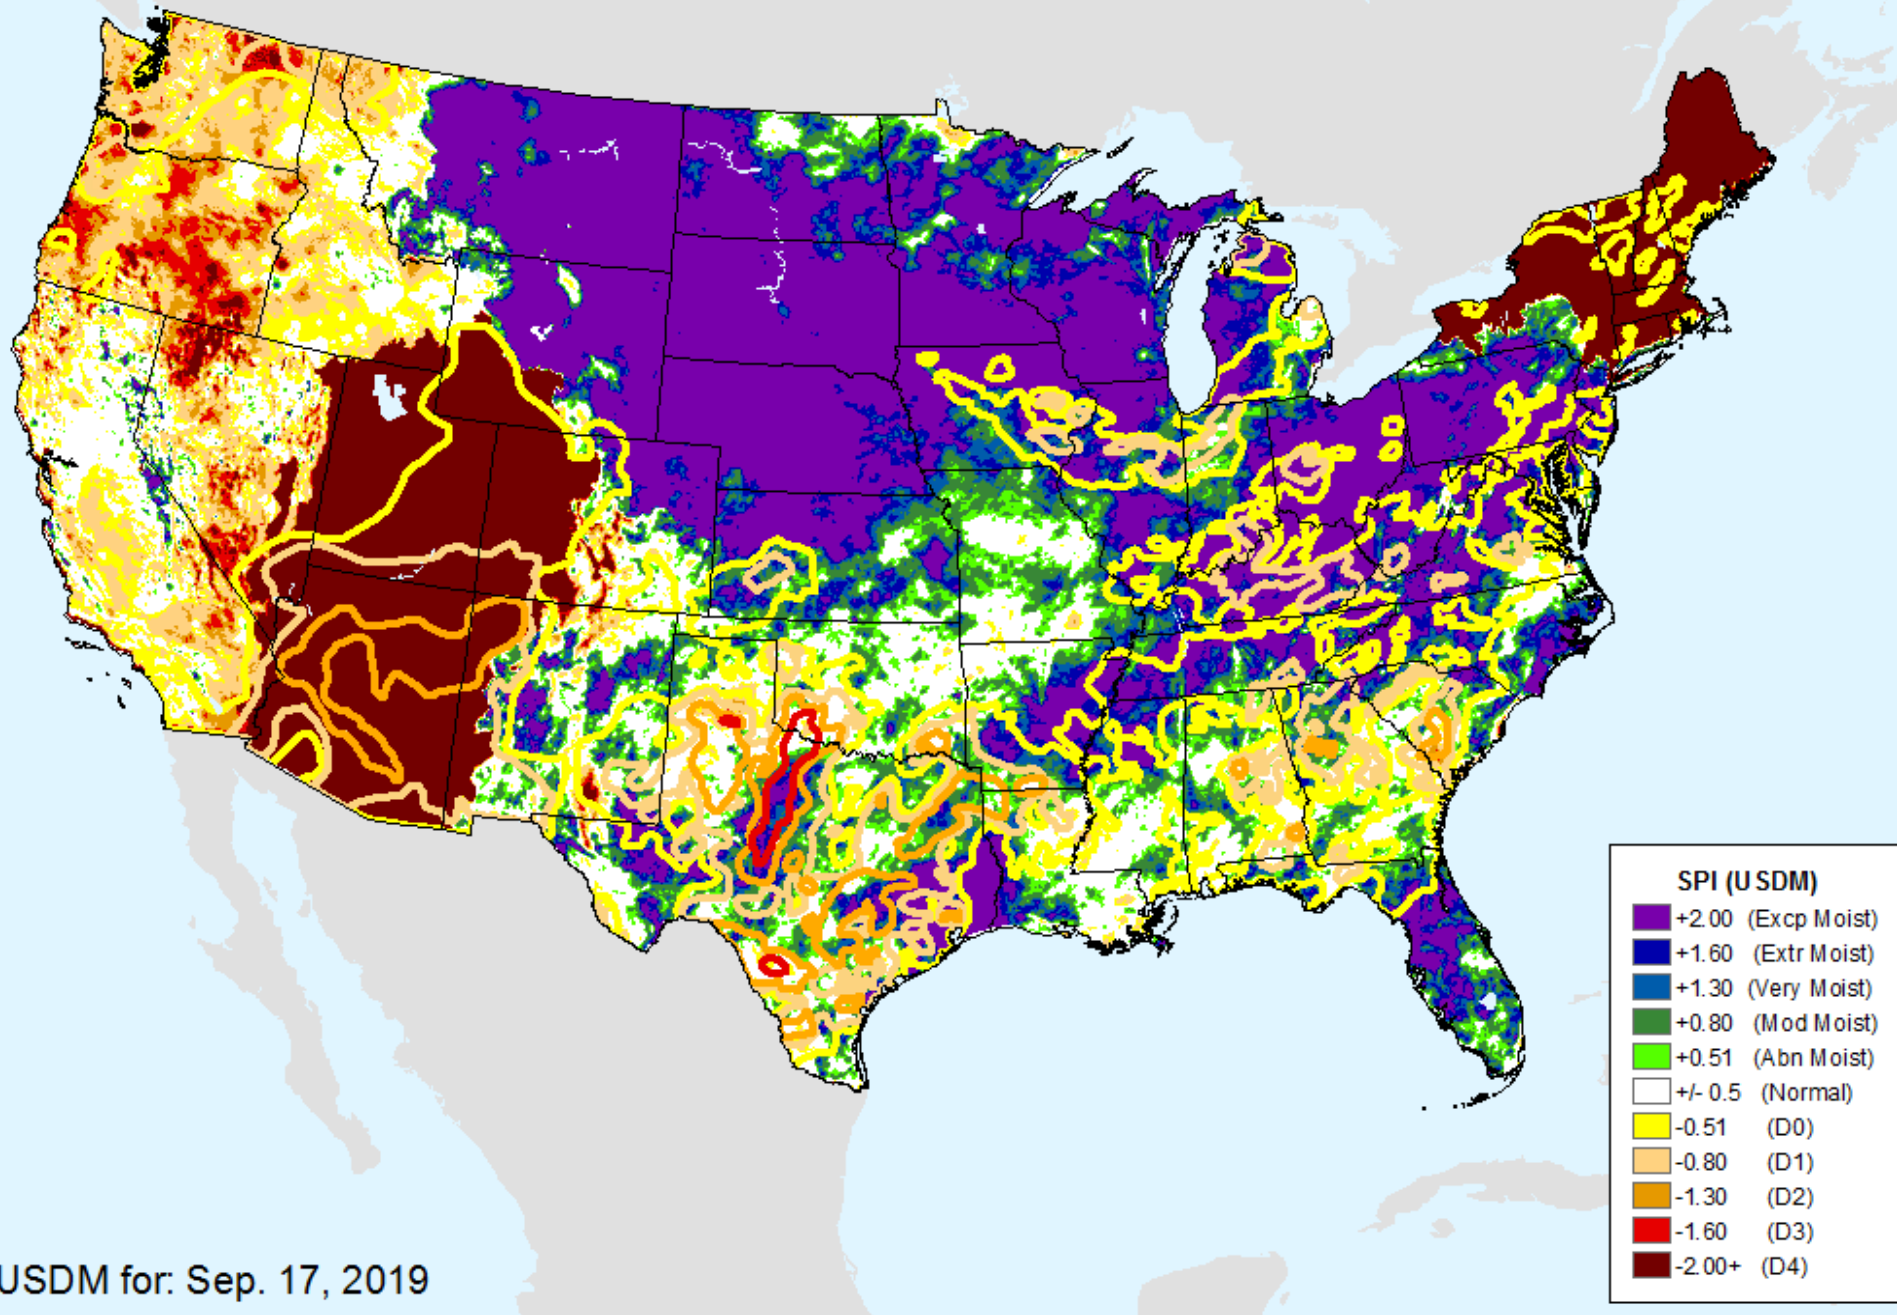 SPI (USDM)
+2.00 (Excp Moist)
+1.60 (Extr Moist)
+1.30 (Very Moist)
+0.80 (Mod Moist)
+0.51 (Abn Moist)
+/- 0.5 (Normal)
-0.51 (D0)
-0.80 (D1)
-1.30 (D2)
-1.60 (D3)
-2.00+ (D4)
USDM for: Sep. 17, 2019